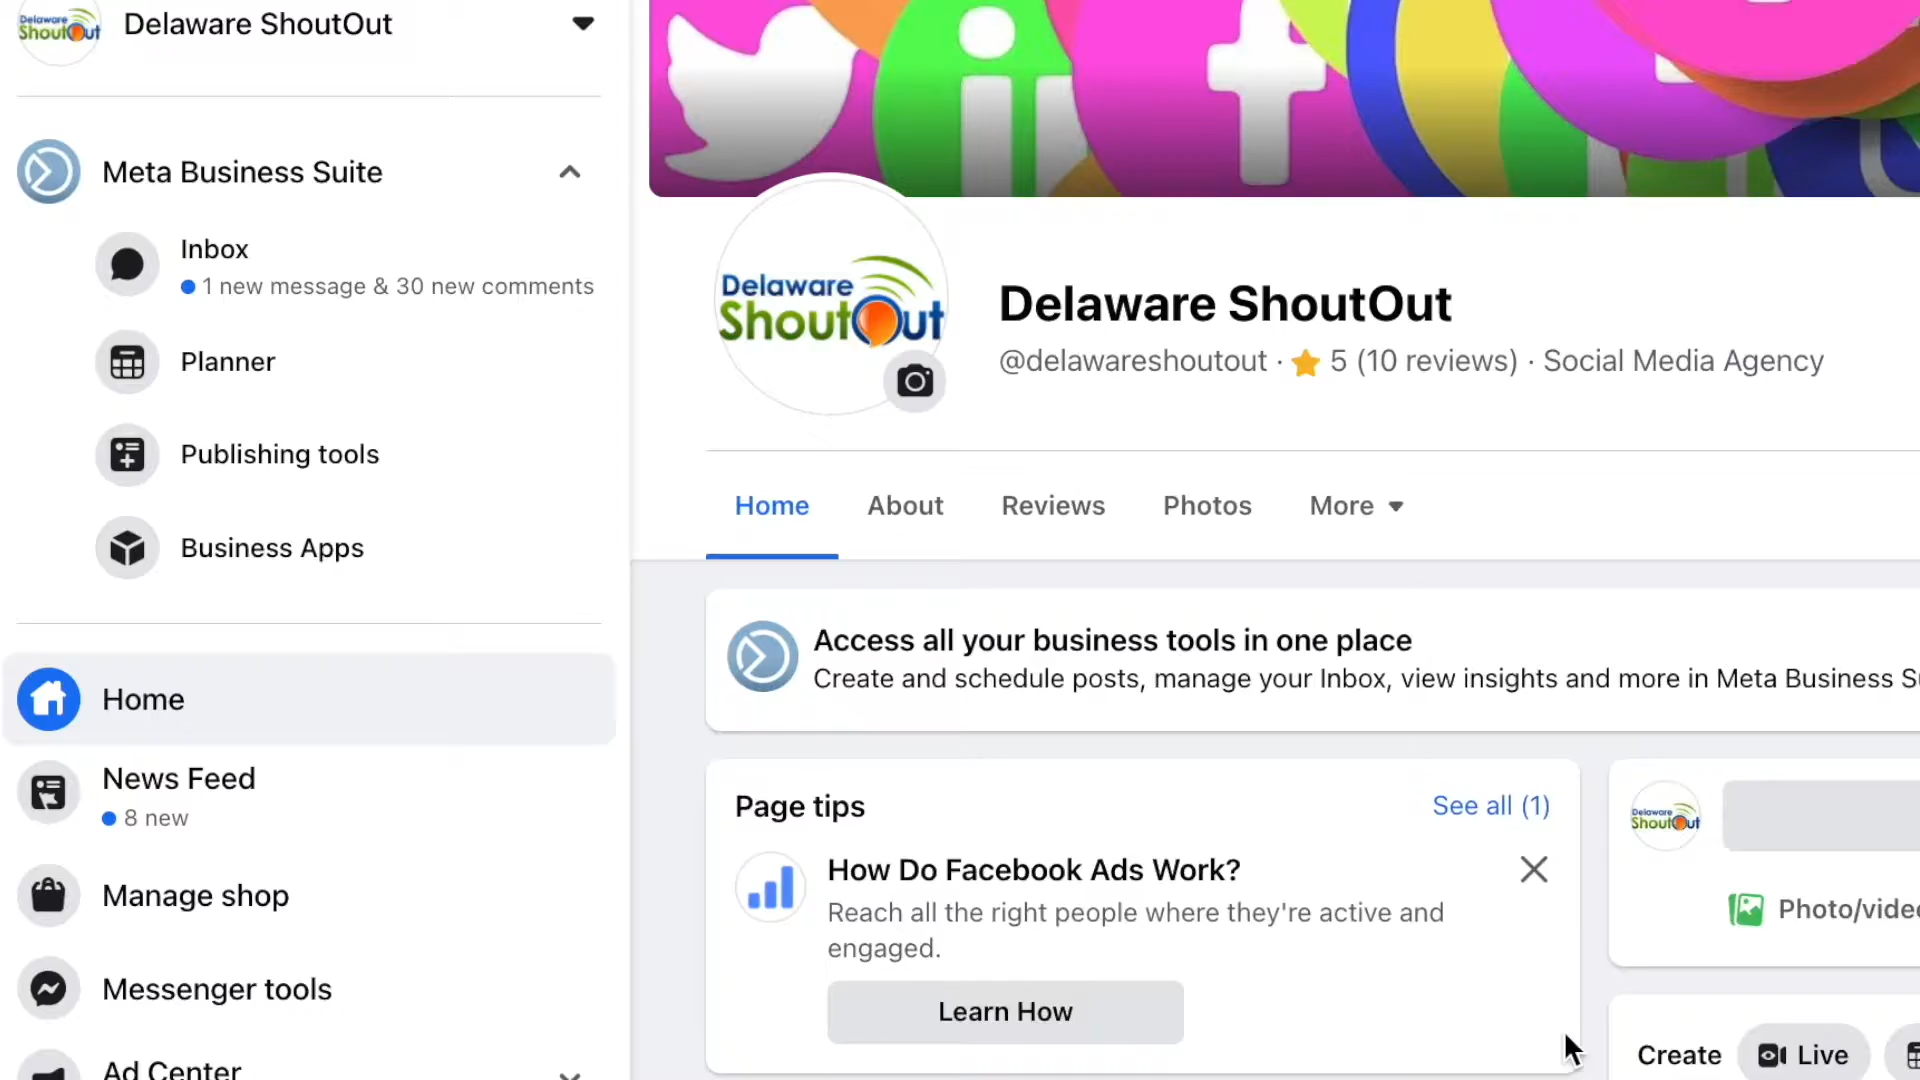 Delaware ShoutOut
Delaware ShoutOut
Meta Business Suite
Inbox
1 new message & 30 new comments
Planner
Publishing tools
Business Apps
Home
News Feed
8 new
Manage shop
Messenger tools
Ad Center
Delaware
ShoutOut
Delaware ShoutOut
@delawareshoutout · 5 (10 reviews) · Social Media Agency
Home About Reviews Photos More
Access all your business tools in one place
Create and schedule posts, manage your Inbox, view insights and more in Meta Business S
Page tips
See all (1)
How Do Facebook Ads Work?
Reach all the right people where they're active and
engaged.
Learn How
Delaware
ShoutOut
Photo/vide
Create Live